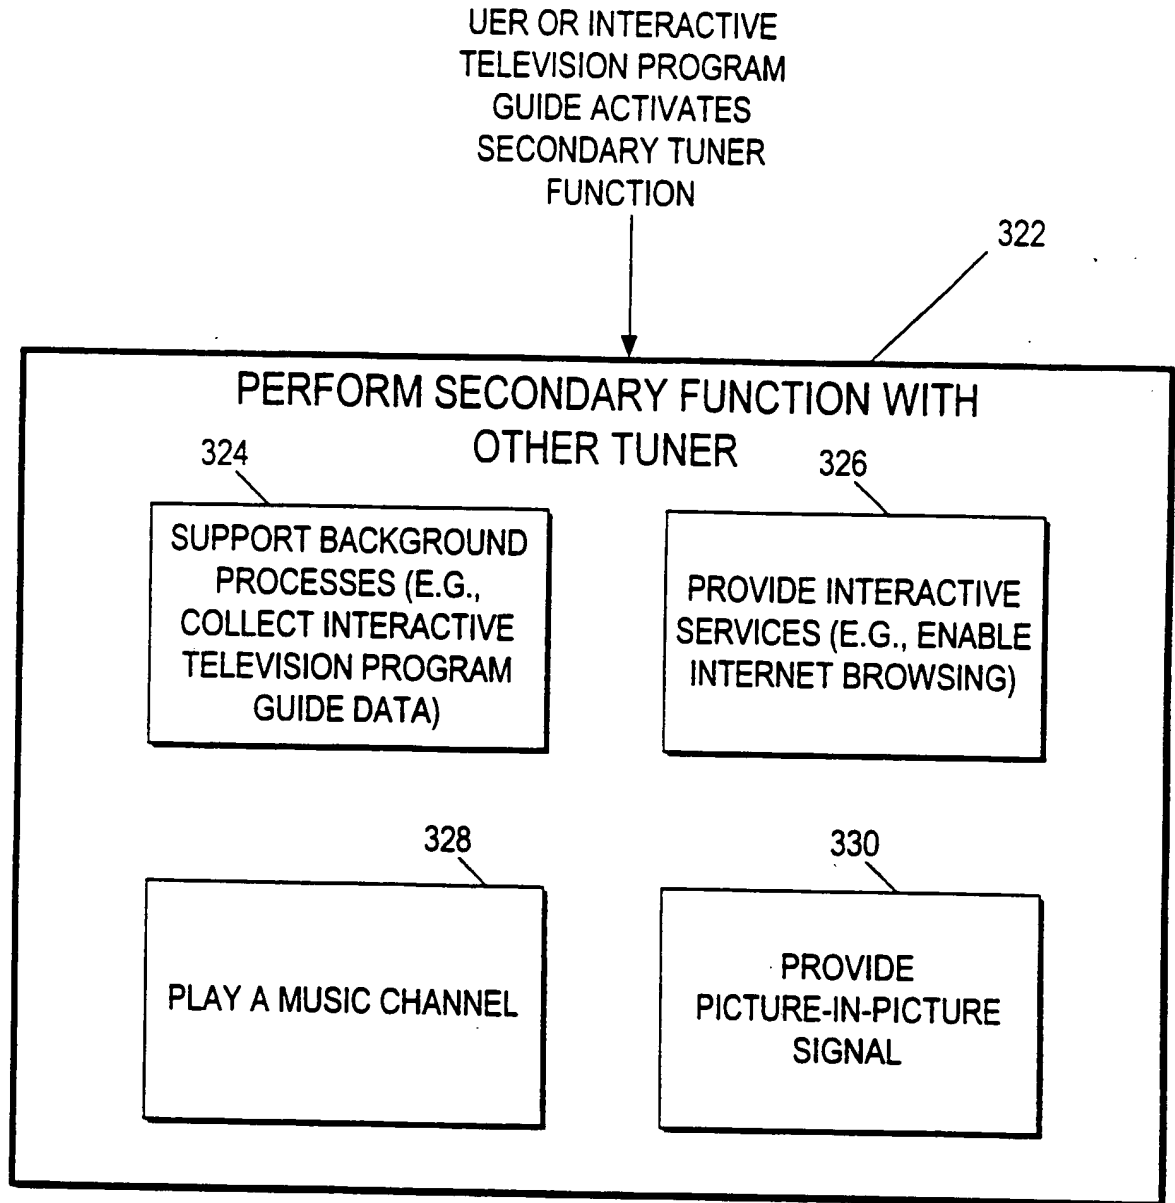 UER OR INTERACTIVE
TELEVISION PROGRAM
GUIDE ACTIVATES
SECONDARY TUNER
FUNCTION
322
PERFORM SECONDARY FUNCTION WITH
OTHER TUNER
324
SUPPORT BACKGROUND
PROCESSES (E.G.,
COLLECT INTERACTIVE
TELEVISION PROGRAM
GUIDE DATA)
326
PROVIDE INTERACTIVE
SERVICES (E.G., ENABLE
INTERNET BROWSING)
328
PLAY A MUSIC CHANNEL
330
PROVIDE
PICTURE-IN-PICTURE
SIGNAL